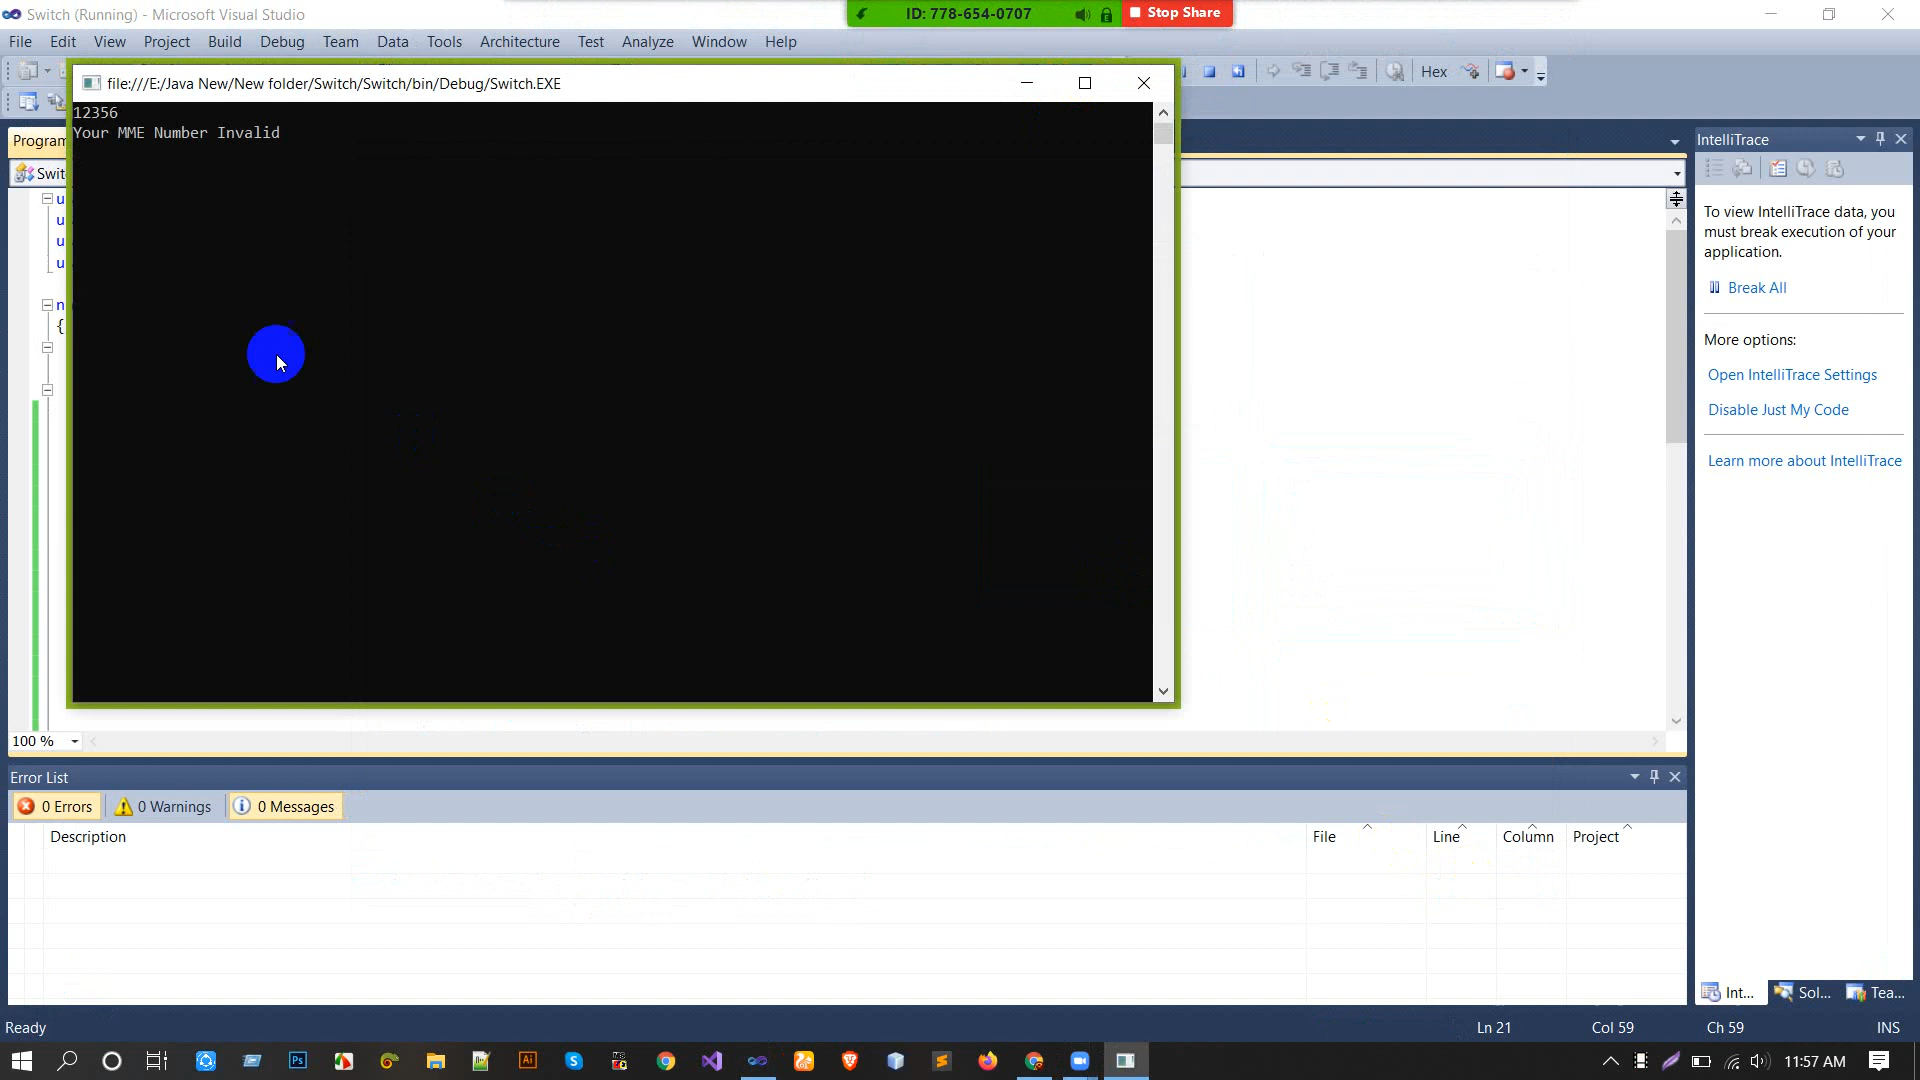 Switch (Running) - Microsoft Visual Studio
ID: 778-654-0707
Stop Share
File Edit View Project Build Debug Team Data Tools Architecture Test Analyze Window Help
Hex
file:///E:/Java New/New folder/Switch/Switch/bin/Debug/Switch.EXE
12356
Your MME Number Invalid
Program
Swit
u
u
u
u
n
{
IntelliTrace
To view IntelliTrace data, you
must break execution of your
application.
Break All
More options:
Open IntelliTrace Settings
Disable Just My Code
Learn more about IntelliTrace
100 %
Error List
0 Errors
0 Warnings
0 Messages
Description File Line Column Project
Int... Sol... Tea...
Ready Ln 21 Col 59 Ch 59 INS
Ps
Ai
11:57 AM